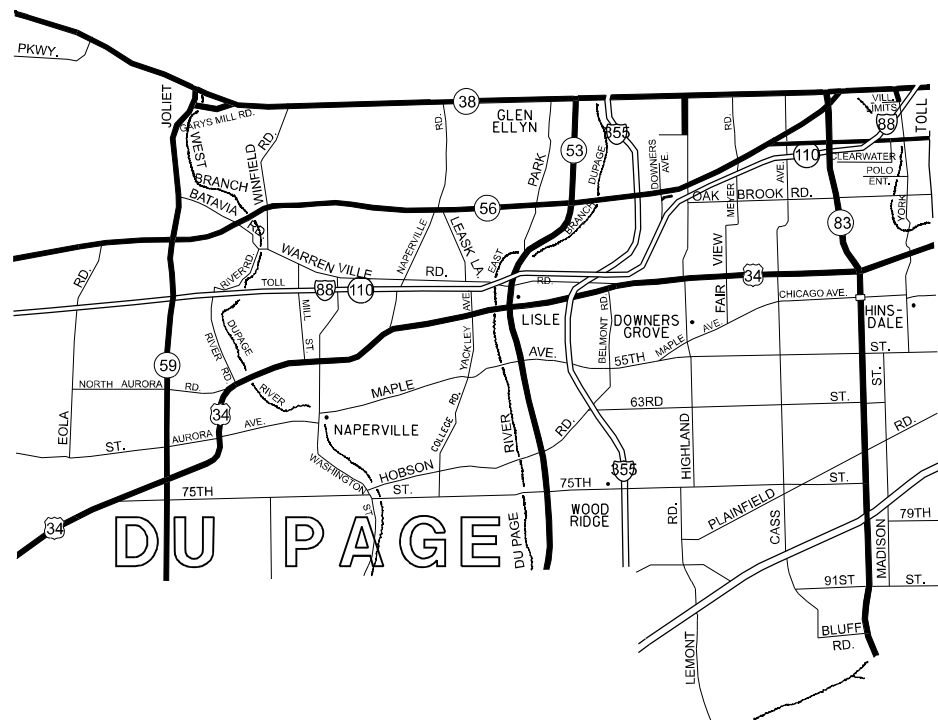 PKWY.
JOLIET
38
GLEN
ELLYN
RD.
355
VILL.
LIMITS
88
TOLL
GARYS MILL RD.
WEST
BRANCH
BATAVIA
RD.
WINFIELD
RD.
53
PARK
DUPAGE
BRANCH
EAST
DOWNERS
AVE.
RD.
MEYER
AVE.
110
CLEARWATER
POLO
ENT.
OAK BROOK RD.
YORK
56
83
NAPERVILLE
LEASK LA.
WARREN VILLE
RD.
RD.
RIVER RD.
TOLL
88
110
RD.
34
FAIR VIEW
CHICAGO AVE.
HINS-
DALE
MILL
ST.
YACKLEY AVE
LISLE
BELMONT RD.
DOWNERS
GROVE
MAPLE AVE.
DUPAGE
RIVER
RIVER RD.
59
NORTH AURORA RD.
EOLA
MAPLE
AVE.
55TH
ST.
ST.
63RD
ST.
34
AURORA AVE.
ST.
NAPERVILLE
COLLEGE RD.
RIVER
RD.
HIGHLAND
RD.
HOBSON
WASHINGTON
ST.
75TH
ST.
75TH
ST.
355
WOOD
RIDGE
RD.
PLAINFIELD
CASS
79TH
MADISON
34
DU PAGE
DU PAGE
91ST
ST.
BLUFF
RD.
LEMONT